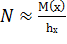 N ≈ M(x)/hₓ